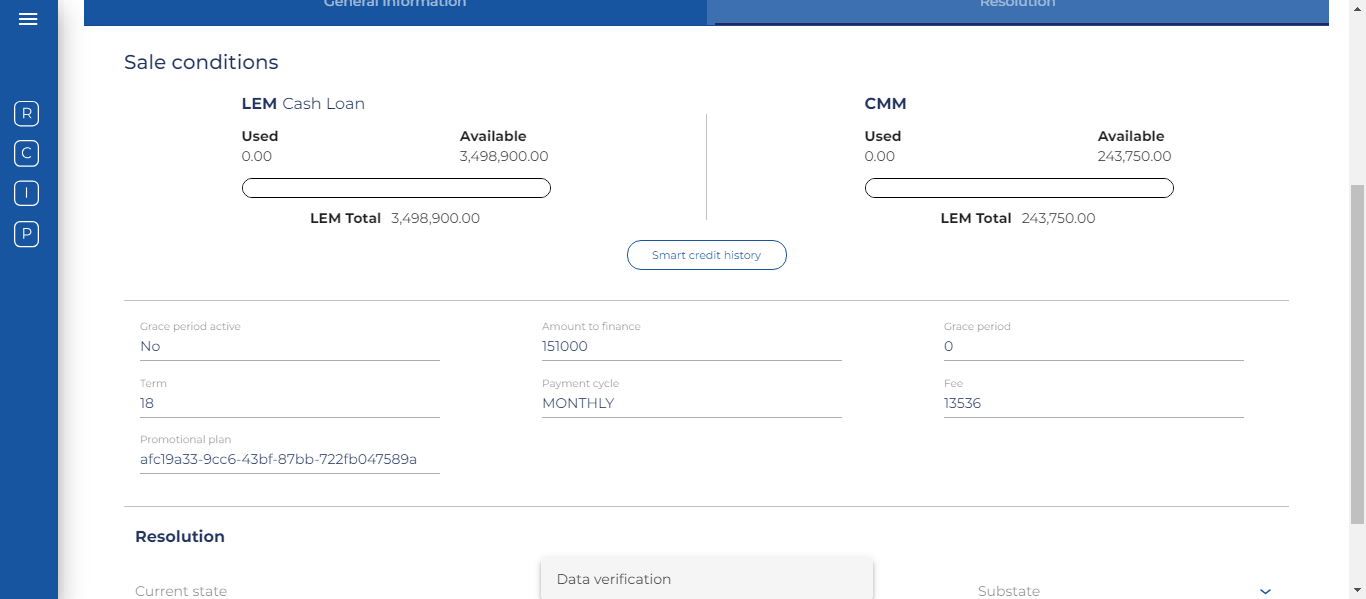 General Information
Resolution
R
C
I
P
Sale conditions
LEM Cash Loan
Used
Available
0.00
3,498,900.00
LEM Total 3,498,900.00
CMM
Used
Available
0.00
243,750.00
LEM Total 243,750.00
Smart credit history
Grace period active
No
Amount to finance
151000
Grace period
0
Term
18
Payment cycle
MONTHLY
Fee
13536
Promotional plan
afc19a33-9cc6-43bf-87bb-722fb047589a
Resolution
Current state
Data verification
Substate